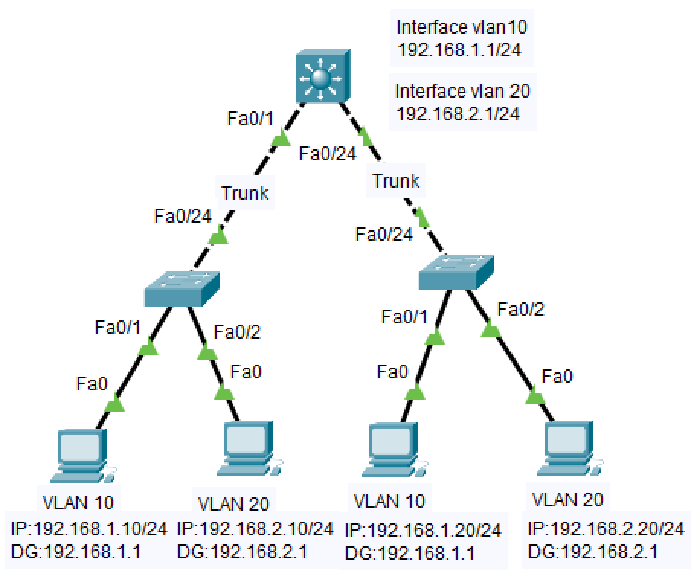 Interface vlan10
192.168.1.1/24
Interface vlan 20
192.168.2.1/24
Fa0/1
Fa0/24
Trunk
Trunk
Fa0/24
Fa0/24
Fa0/1
Fa0/2
Fa0/1
Fa0/2
Fa0
Fa0
Fa0
Fa0
VLAN 10
IP:192.168.1.10/24
DG:192.168.1.1
VLAN 20
IP:192.168.2.10/24
DG:192.168.2.1
VLAN 10
IP:192.168.1.20/24
DG:192.168.1.1
VLAN 20
IP:192.168.2.20/24
DG:192.168.2.1